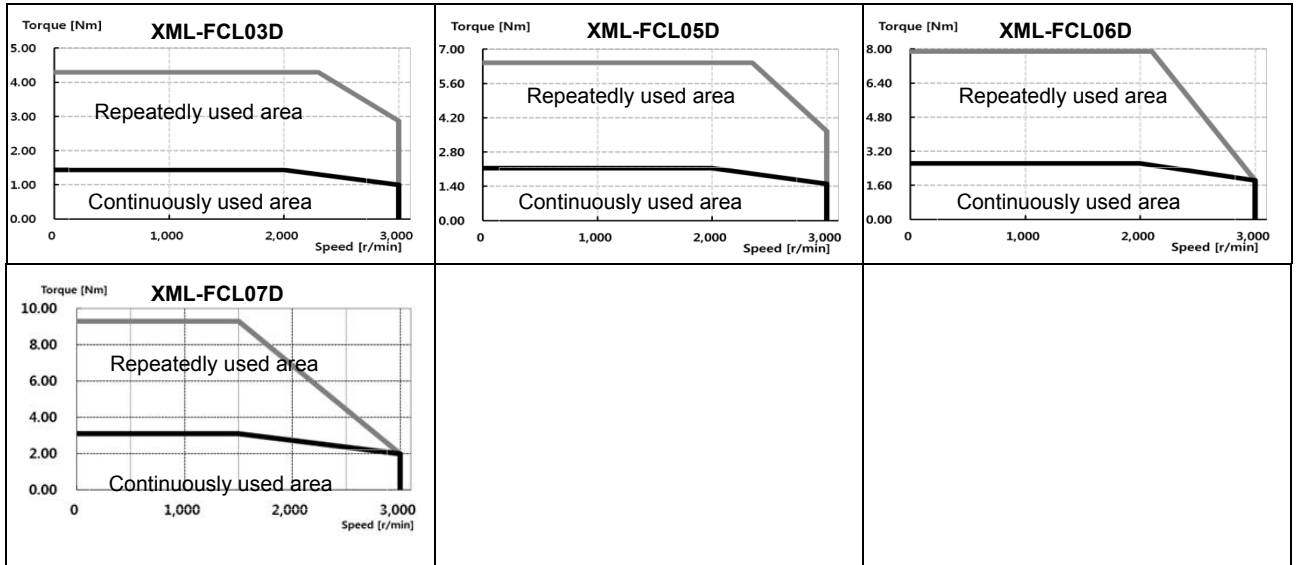 Torque [Nm]
XML-FCL03D
5.00
4.00
3.00
2.00
1.00
0.00
Repeatedly used area
Continuously used area
0 1,000 2,000 3,000
Speed [r/min]
Torque [Nm]
XML-FCL05D
7.00
5.60
4.20
2.80
1.40
0.00
Repeatedly used area
Continuously used area
0 1,000 2,000 3,000
Speed [r/min]
Torque [Nm]
XML-FCL06D
8.00
6.40
4.80
3.20
1.60
0.00
Repeatedly used area
Continuously used area
0 1,000 2,000 3,000
Speed [r/min]
Torque [Nm]
XML-FCL07D
10.00
8.00
6.00
4.00
2.00
0.00
Repeatedly used area
Continuously used area
0 1,000 2,000 3,000
Speed [r/min]